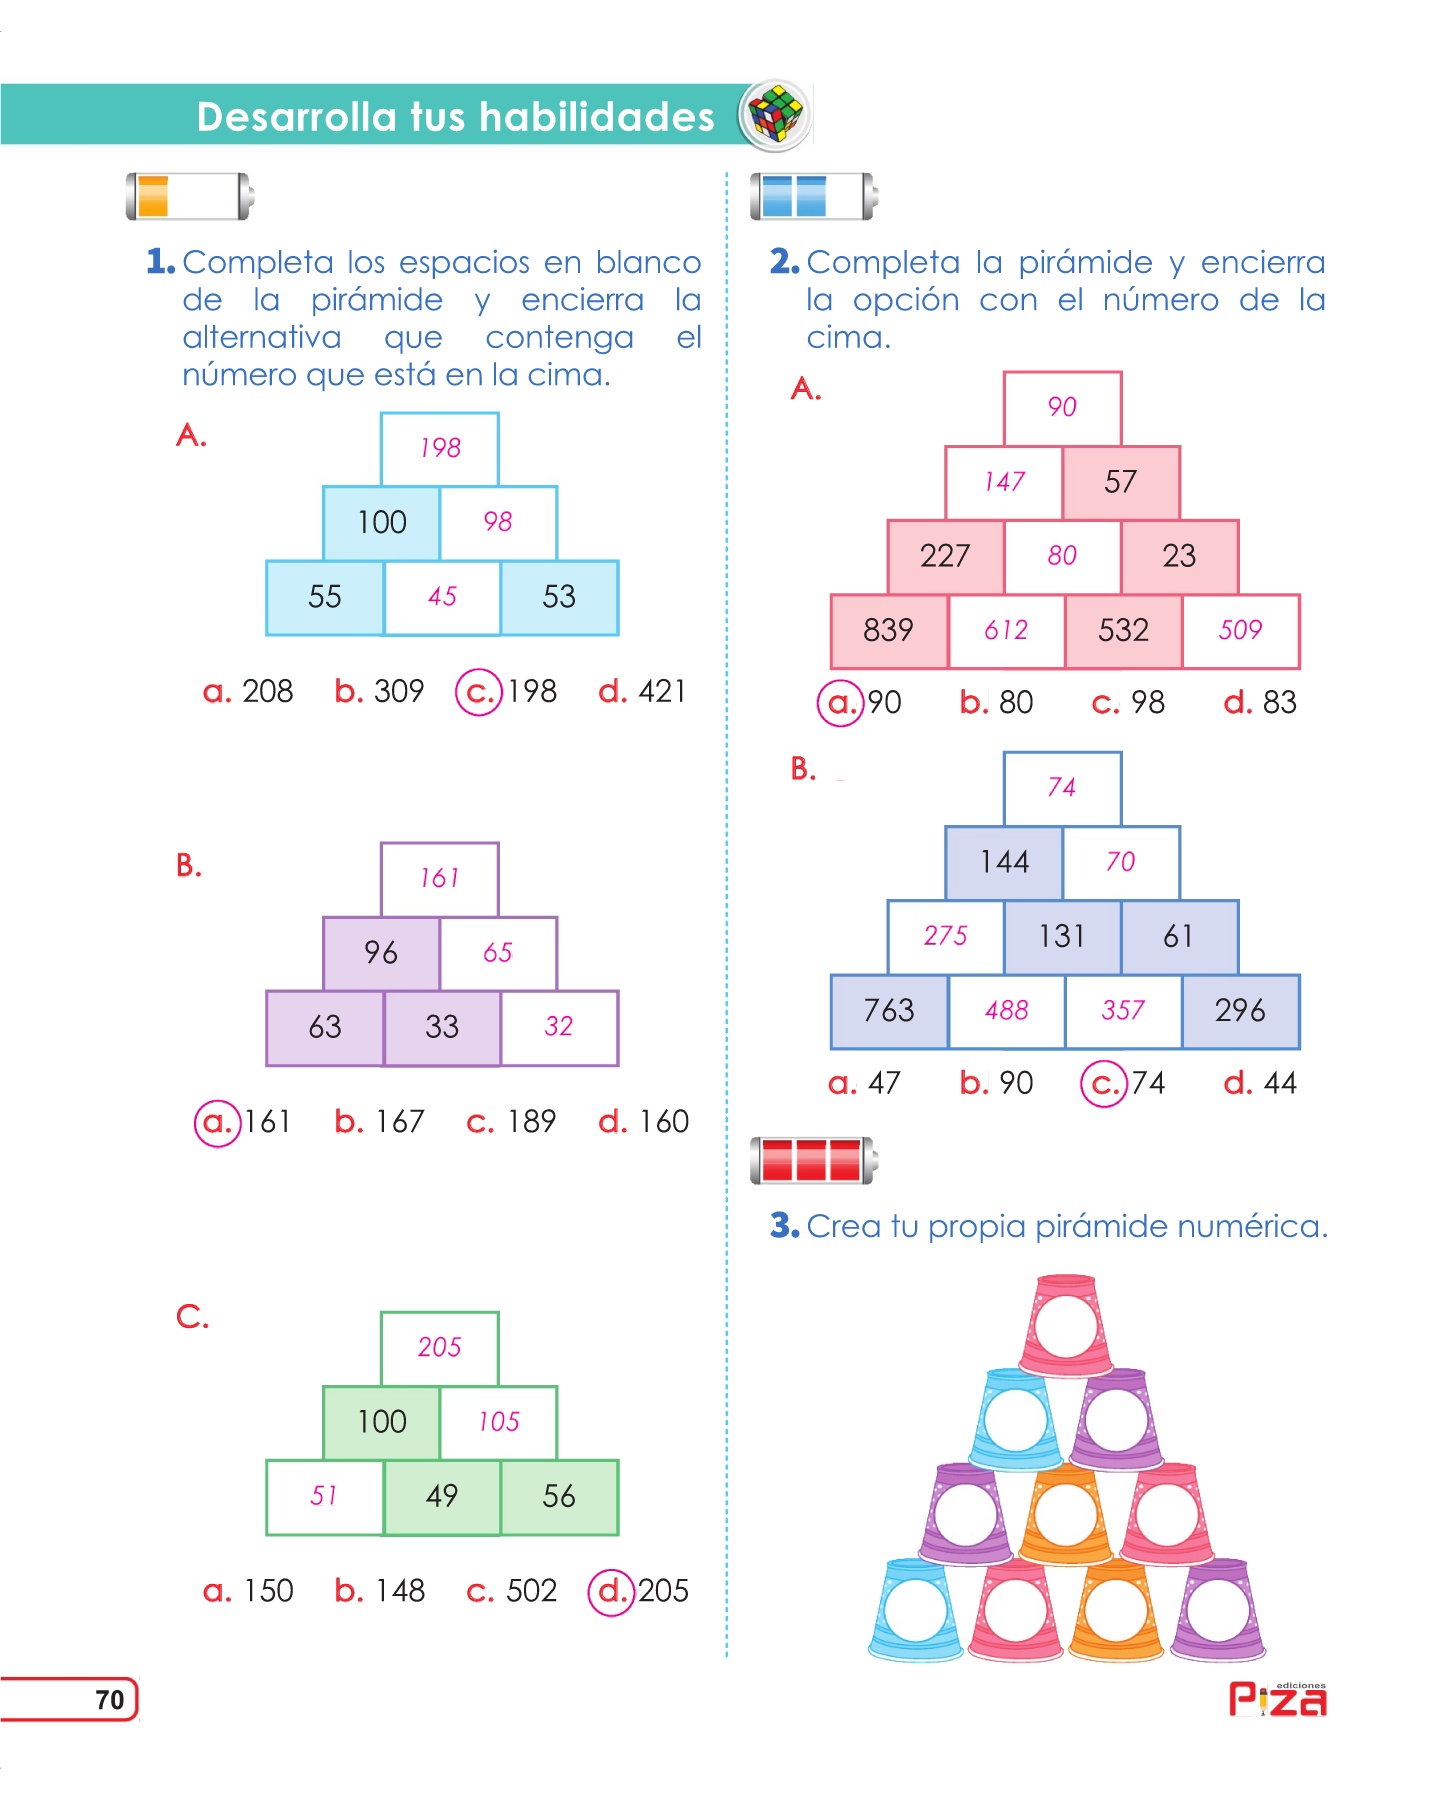 Desarrolla tus habilidades
1. Completa los espacios en blanco
de la pirámide y encierra la
alternativa que contenga el
número que está en la cima.
A.
198
100 98
55 45 53
a. 208 b. 309 c. 198 d. 421
B.
161
96 65
63 33 32
a. 161 b. 167 c. 189 d. 160
C.
205
100 105
51 49 56
a. 150 b. 148 c. 502 d. 205
2. Completa la pirámide y encierra
la opción con el número de la
cima.
A.
90
147 57
227 80 23
839 612 532 509
a. 90 b. 80 c. 98 d. 83
B.
74
144 70
275 131 61
763 488 357 296
a. 47 b. 90 c. 74 d. 44
3. Crea tu propia pirámide numérica.
70
ediciones
Piza